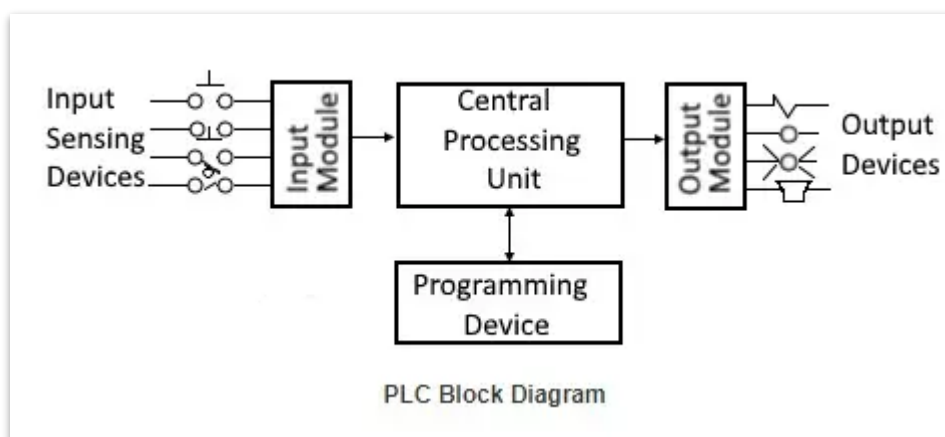 Input
Sensing
Devices
Input
Module
Central
Processing
Unit
Output
Module
Output
Devices
Programming
Device
PLC Block Diagram